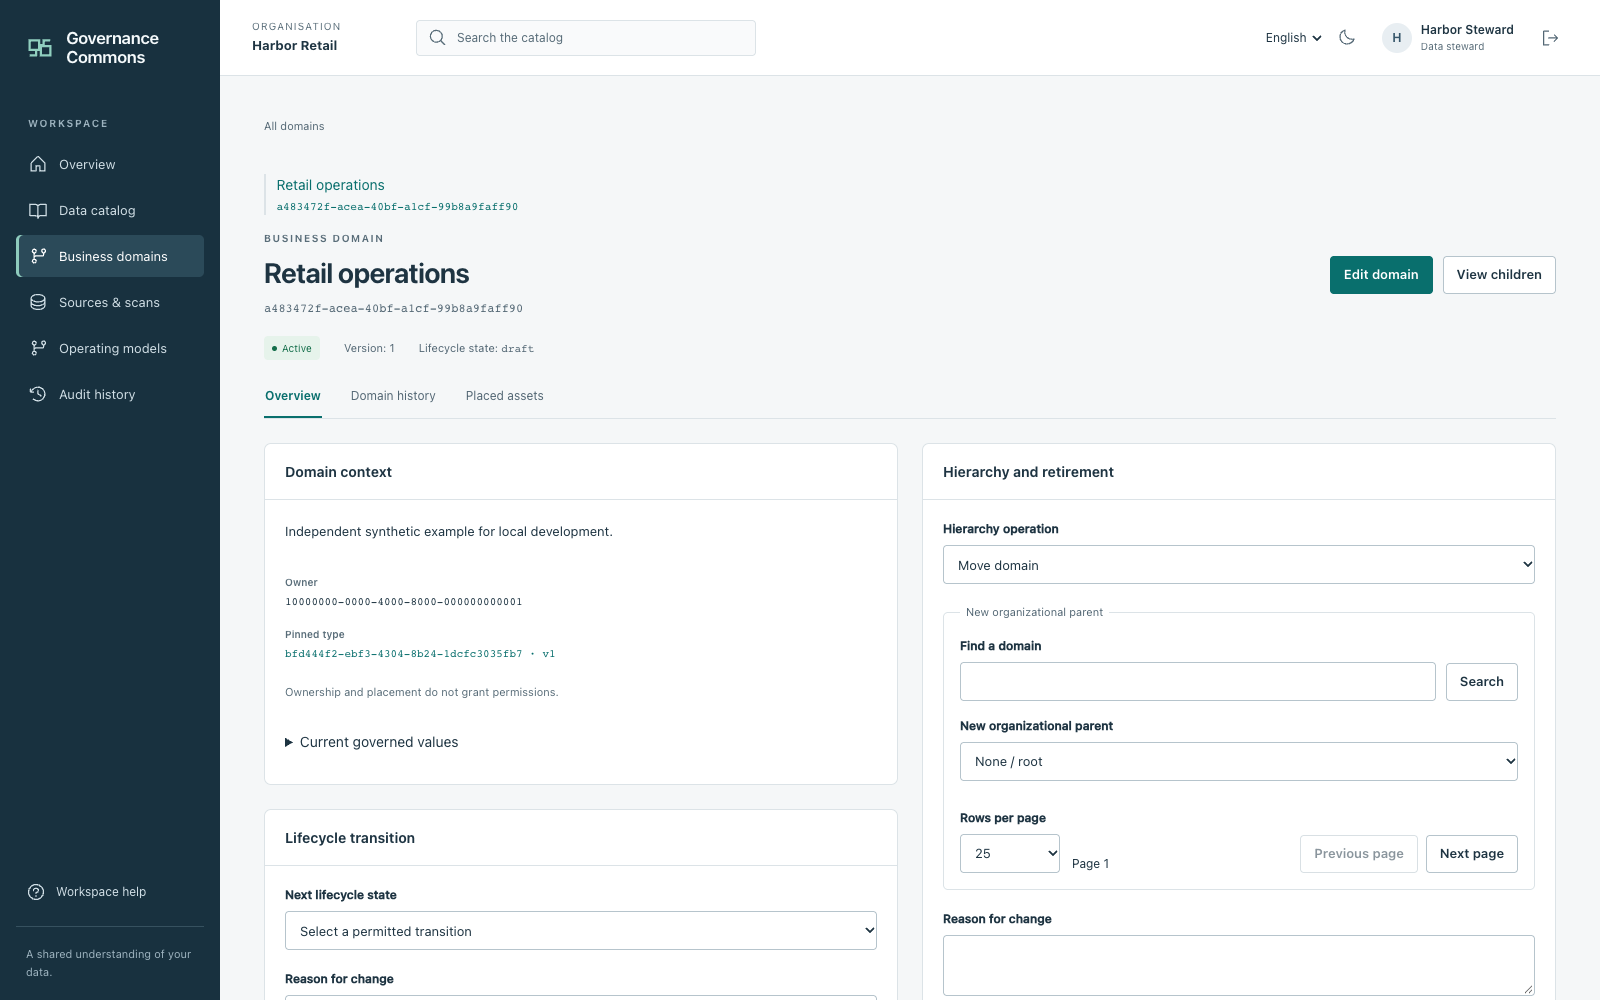 Governance
Commons
WORKSPACE
Overview
Data catalog
Business domains
Sources & scans
Operating models
Audit history
Workspace help
A shared understanding of your
data.
ORGANISATION
Harbor Retail
Search the catalog
English
H
Harbor Steward
Data steward
All domains
Retail operations
a483472f-acea-40bf-a1cf-99b8a9faff90
BUSINESS DOMAIN
Retail operations
a483472f-acea-40bf-a1cf-99b8a9faff90
Edit domain
View children
Active
Version: 1
Lifecycle state: draft
Overview
Domain history
Placed assets
Domain context
Independent synthetic example for local development.
Owner
10000000-0000-4000-8000-000000000001
Pinned type
bfd444f2-ebf3-4304-8b24-1dcfc3035fb7 · v1
Ownership and placement do not grant permissions.
Current governed values
Lifecycle transition
Next lifecycle state
Select a permitted transition
Reason for change
Hierarchy and retirement
Hierarchy operation
Move domain
New organizational parent
Find a domain
Search
New organizational parent
None / root
Rows per page
25
Page 1
Previous page
Next page
Reason for change